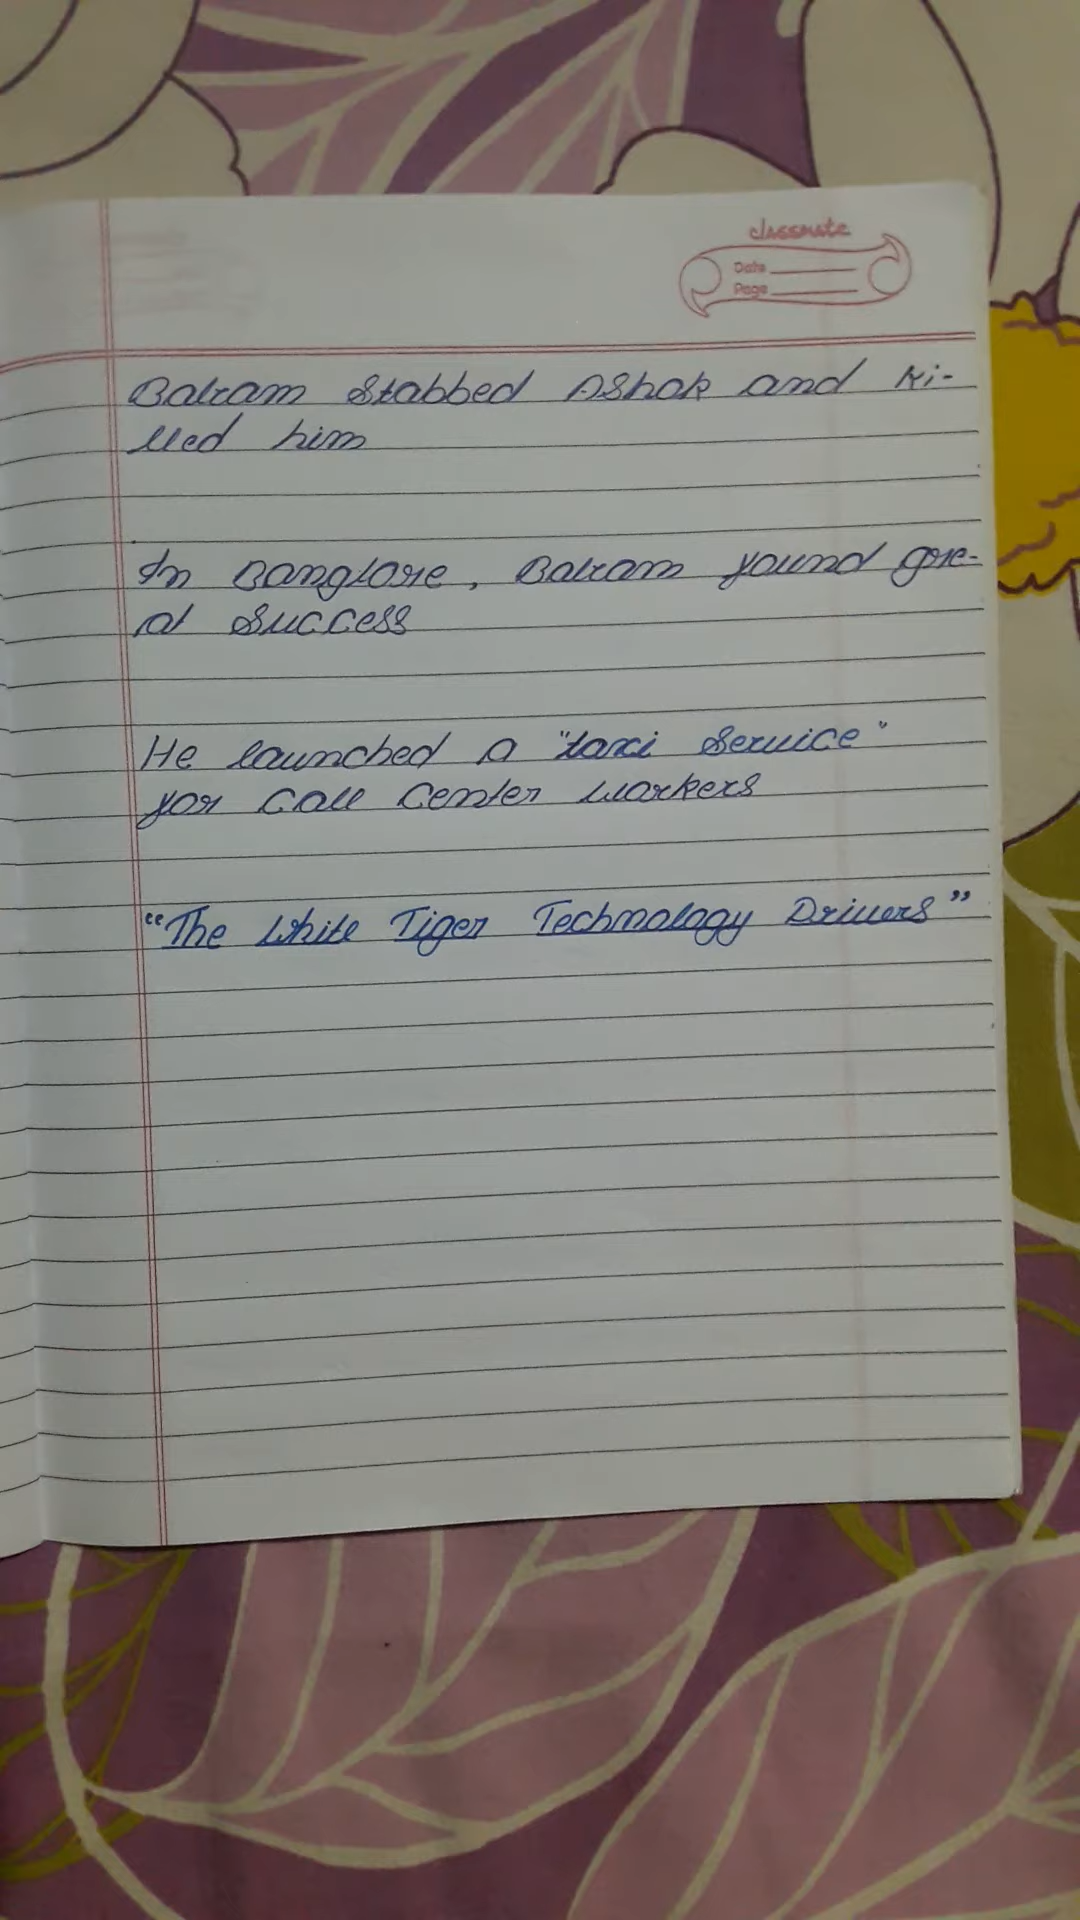 classmate
Date
Page
Balram stabbed Ashok and ki-
lled him
In Banglore, Balram found gre-
at success
He launched a "taxi service"
for call center workers
"The White Tiger Technology Drivers"